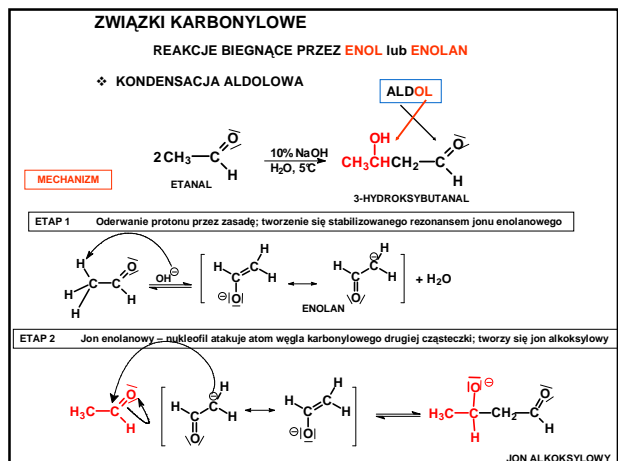 ZWIĄZKI KARBONYLOWE
REAKCJE BIEGNĄCE PRZEZ ENOL lub ENOLAN
❖ KONDENSACJA ALDOLOWA
ALDOL
2CH₃ C O H
10% NaOH
H₂O, 5°C
OH
CH₃CHCH₂ C O H
ETANAL
3-HYDROKSYBUTANAL
MECHANIZM
ETAP 1 Oderwanie protonu przez zasadę; tworzenie się stabilizowanego rezonansem jonu enolanowego
H H H C C O H
OH⊖
H H C C H O ⊖
H H C⊖ C H O
+ H₂O
ENOLAN
ETAP 2 Jon enolanowy – nukleofil atakuje atom węgla karbonylowego drugiej cząsteczki; tworzy się jon alkoksylowy
H₃C C O H
H H C C H O
H H C C H O ⊖
O ⊖
H₃C C H CH₂ C O H
JON ALKOKSYLOWY